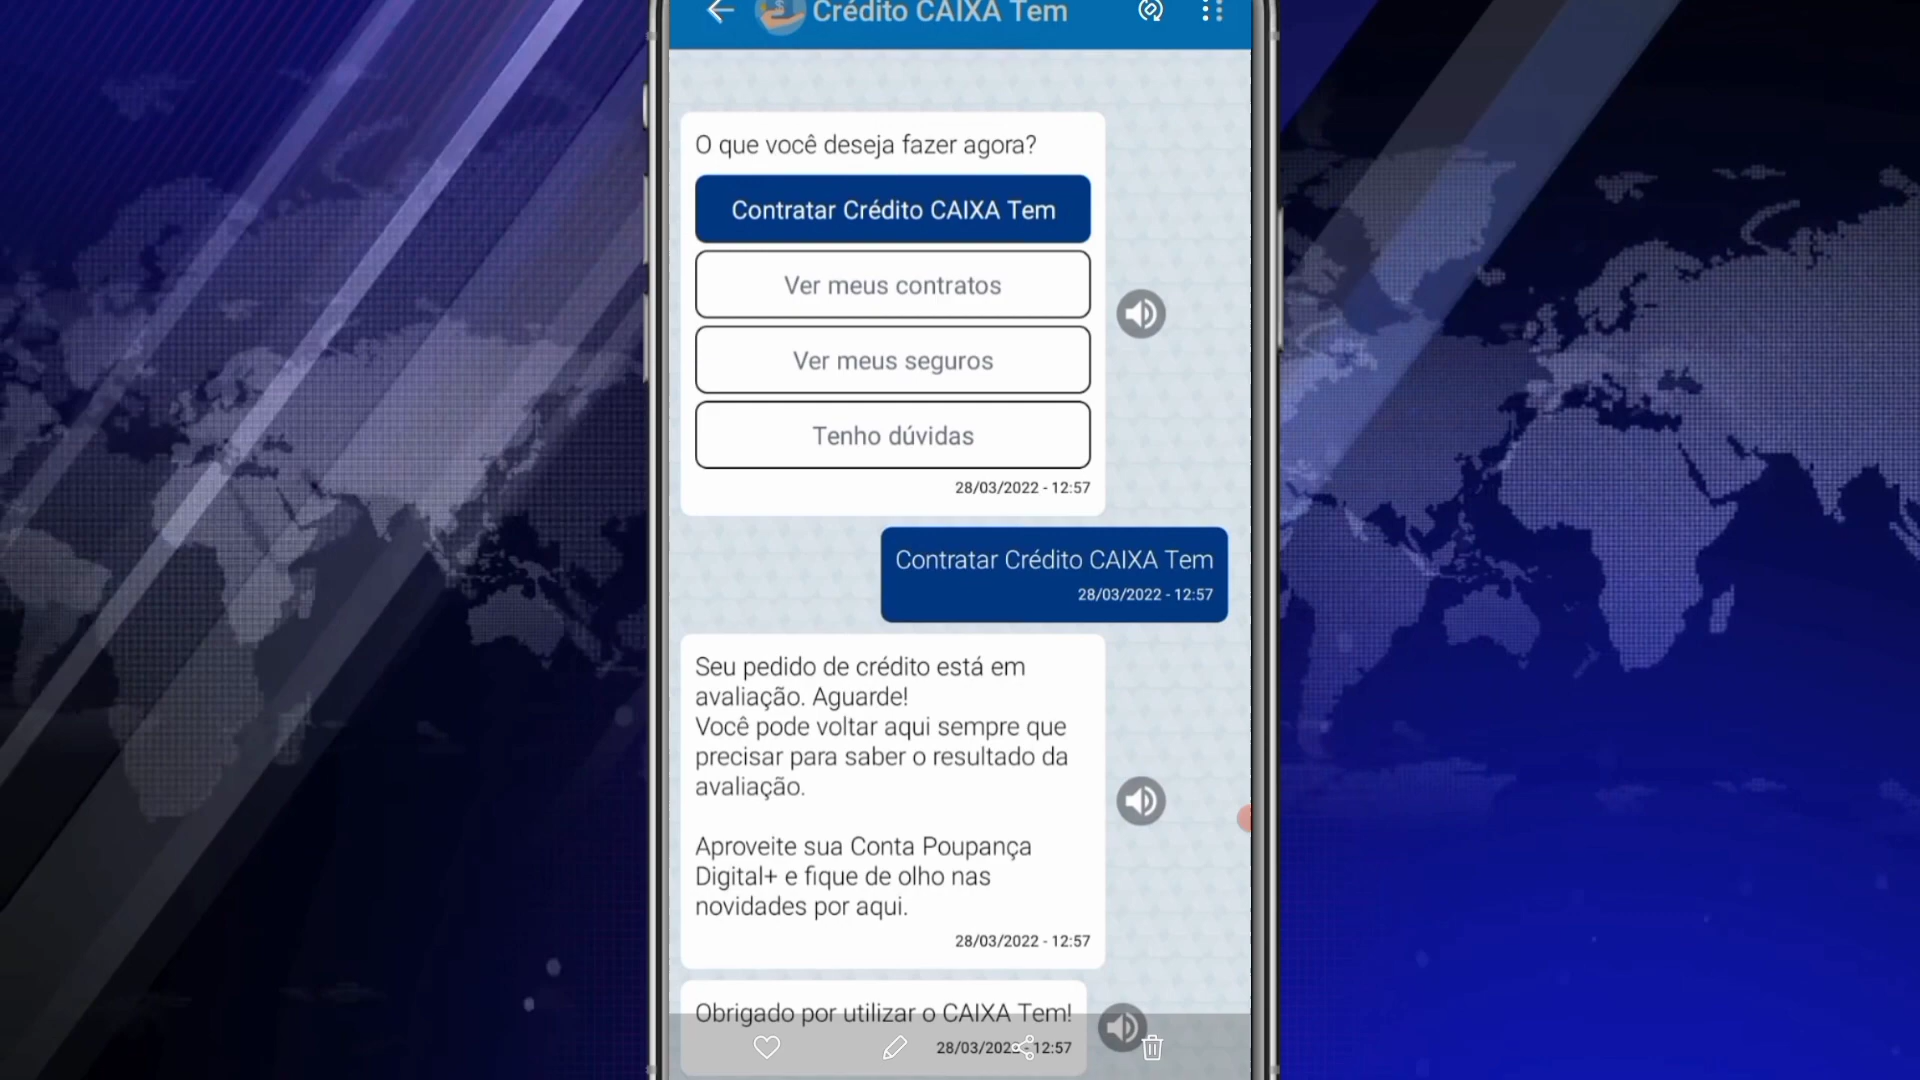 Crédito CAIXA Tem
O que você deseja fazer agora?
Contratar Crédito CAIXA Tem
Ver meus contratos
Ver meus seguros
Tenho dúvidas
28/03/2022 - 12:57
Contratar Crédito CAIXA Tem
28/03/2022 - 12:57
Seu pedido de crédito está em
avaliação. Aguarde!
Você pode voltar aqui sempre que
precisar para saber o resultado da
avaliação.
Aproveite sua Conta Poupança
Digital+ e fique de olho nas
novidades por aqui.
28/03/2022 - 12:57
Obrigado por utilizar o CAIXA Tem!
28/03/2022 - 12:57